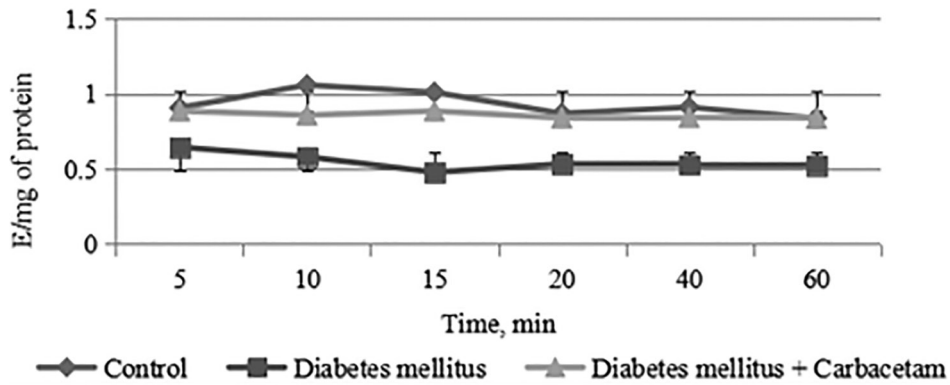 1.5
1
0.5
0
E/mg of protein
5 10 15 20 40 60
Time, min
Control Diabetes mellitus Diabetes mellitus + Carbacetam